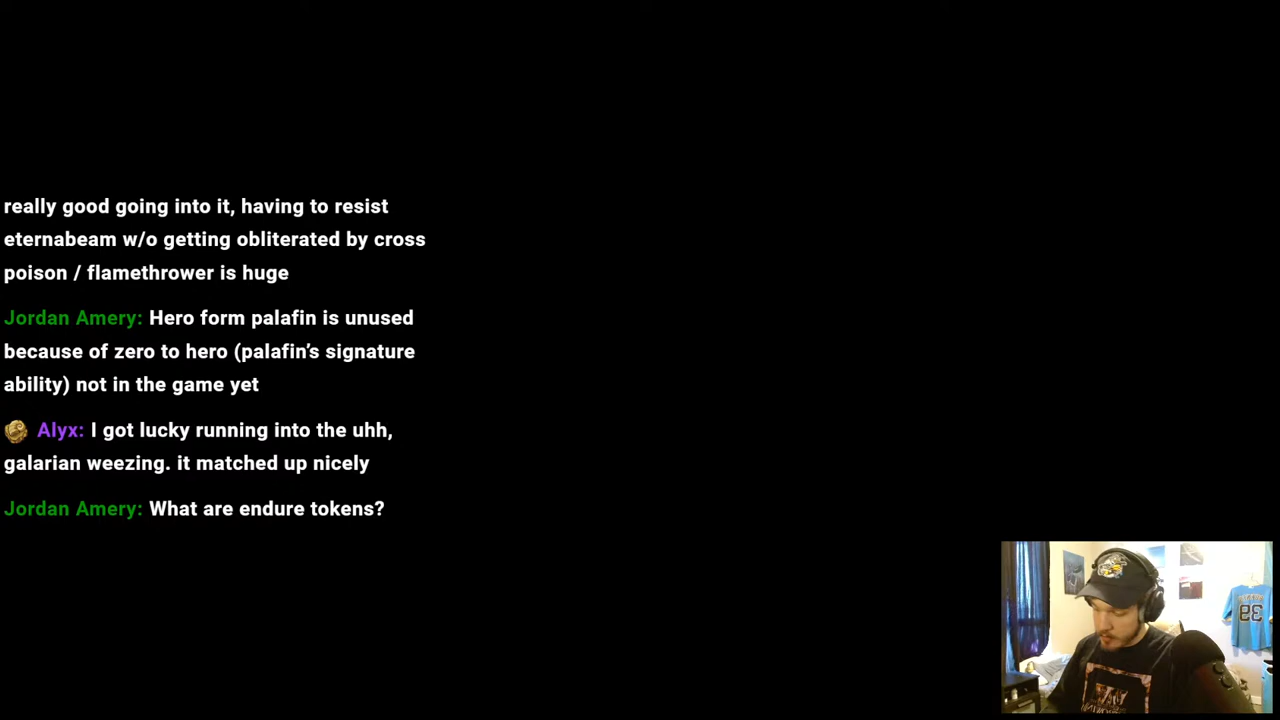 really good going into it, having to resist
eternabeam w/o getting obliterated by cross
poison / flamethrower is huge
Jordan Amery: Hero form palafin is unused
because of zero to hero (palafin's signature
ability) not in the game yet
Alyx: I got lucky running into the uhh,
galarian weezing. it matched up nicely
Jordan Amery: What are endure tokens?